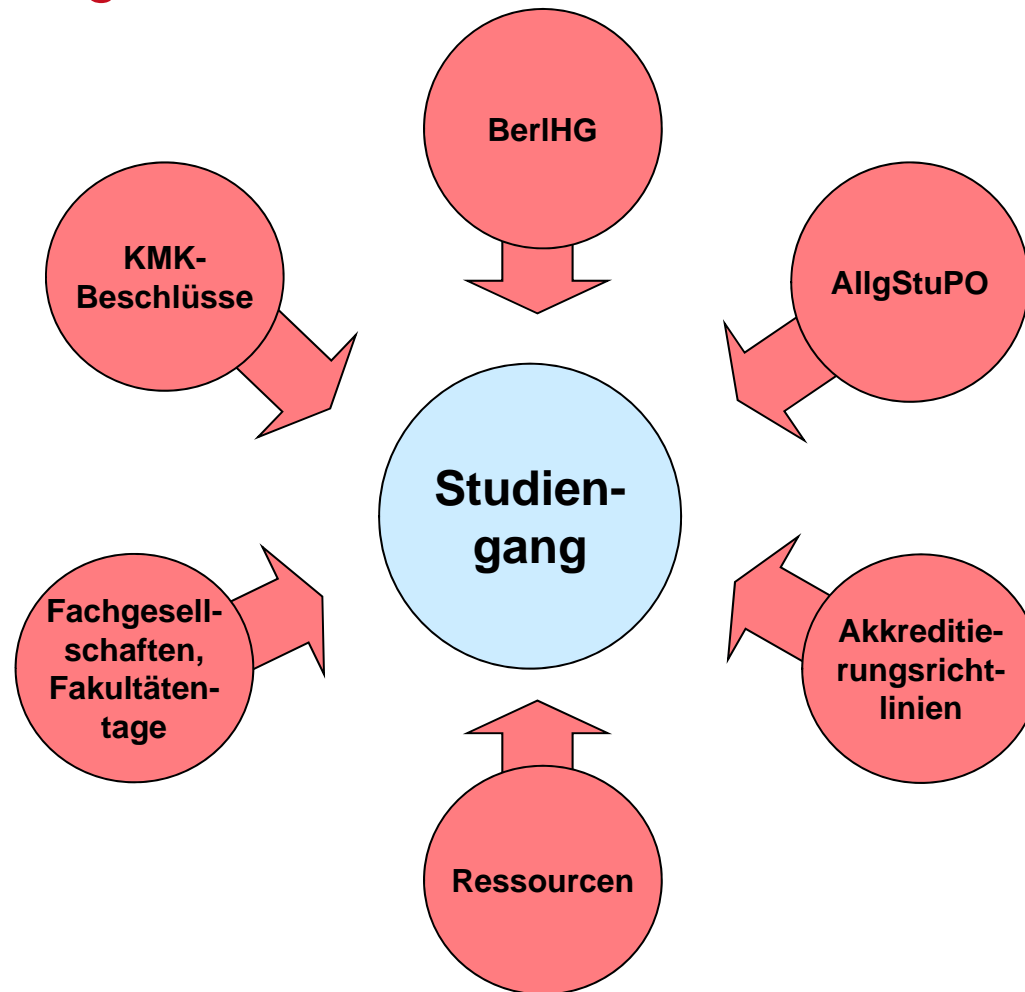 BerlHG
KMK-
Beschlüsse
AllgStuPO
Studien-
gang
Fachgesell-
schaften,
Fakultäten-
tage
Akkreditie-
rungsricht-
linien
Ressourcen